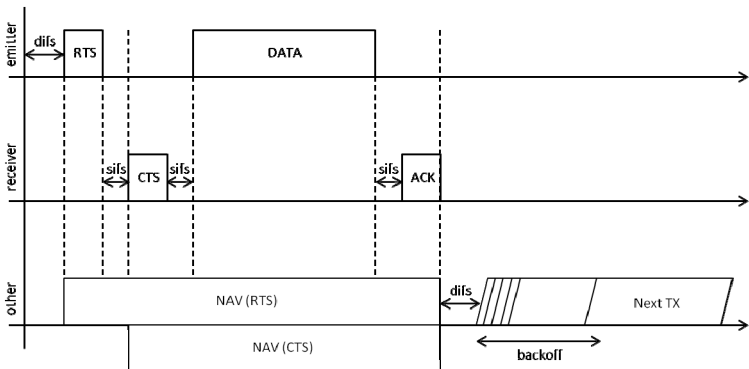 emitter
difs
RTS
DATA
receiver
sifs
CTS
sifs
sifs
ACK
other
NAV (RTS)
difs
Next TX
NAV (CTS)
backoff